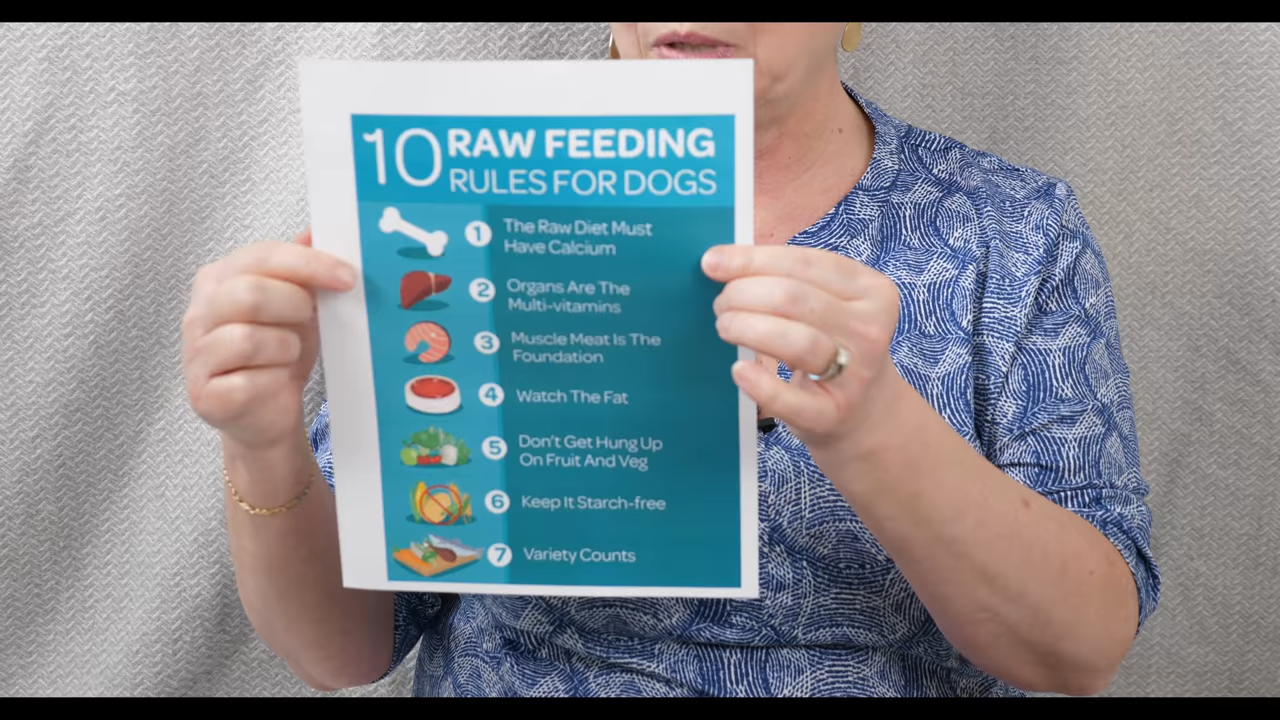 10 RAW FEEDING
RULES FOR DOGS
1 The Raw Diet Must
Have Calcium
2 Organs Are The
Multi-vitamins
3 Muscle Meat Is The
Foundation
4 Watch The Fat
5 Don't Get Hung Up
On Fruit And Veg
6 Keep It Starch-free
7 Variety Counts